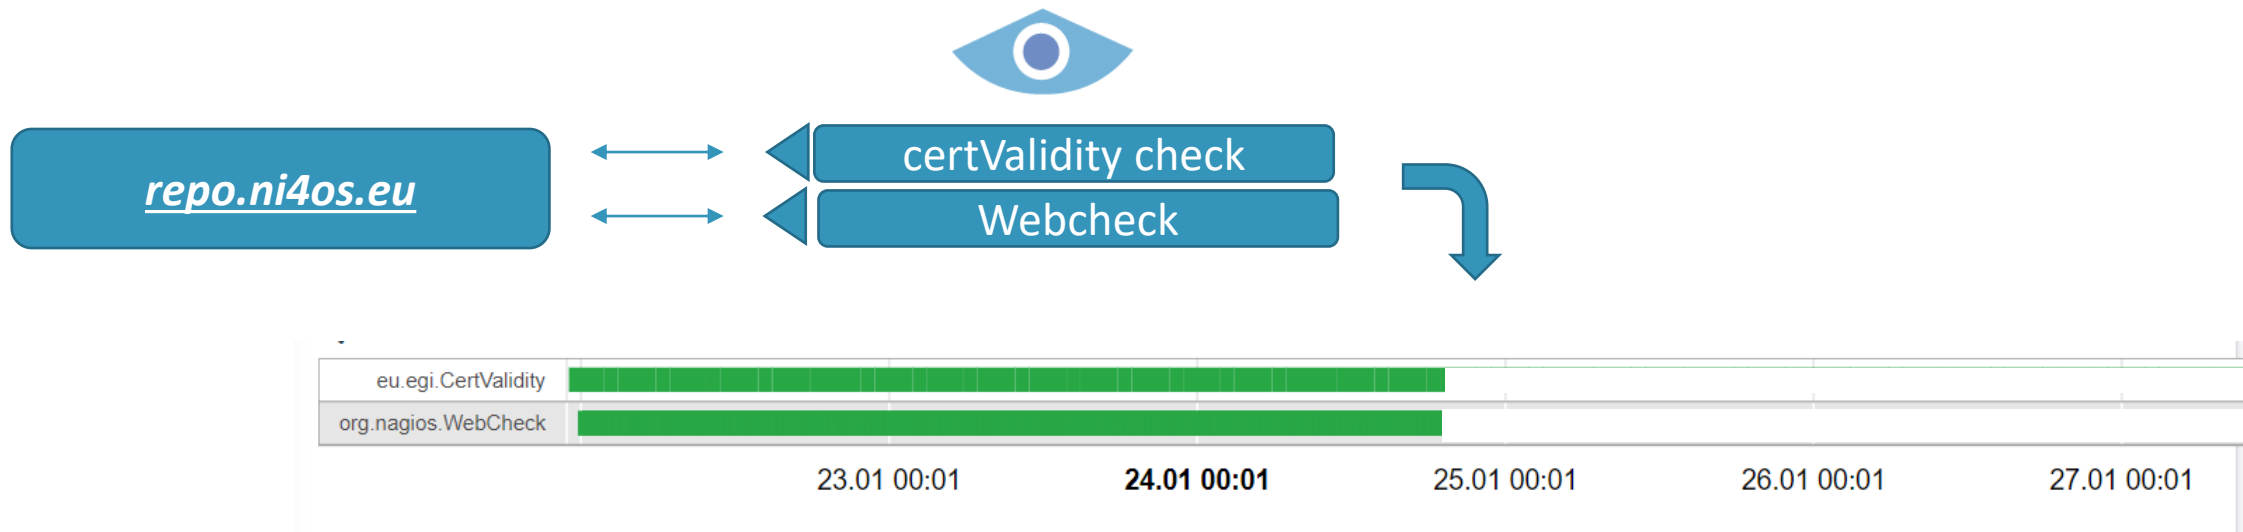 certValidity check
repo.ni4os.eu
Webcheck
eu.egi.CertValidity
org.nagios.WebCheck
23.01 00:01 24.01 00:01 25.01 00:01 26.01 00:01 27.01 00:01